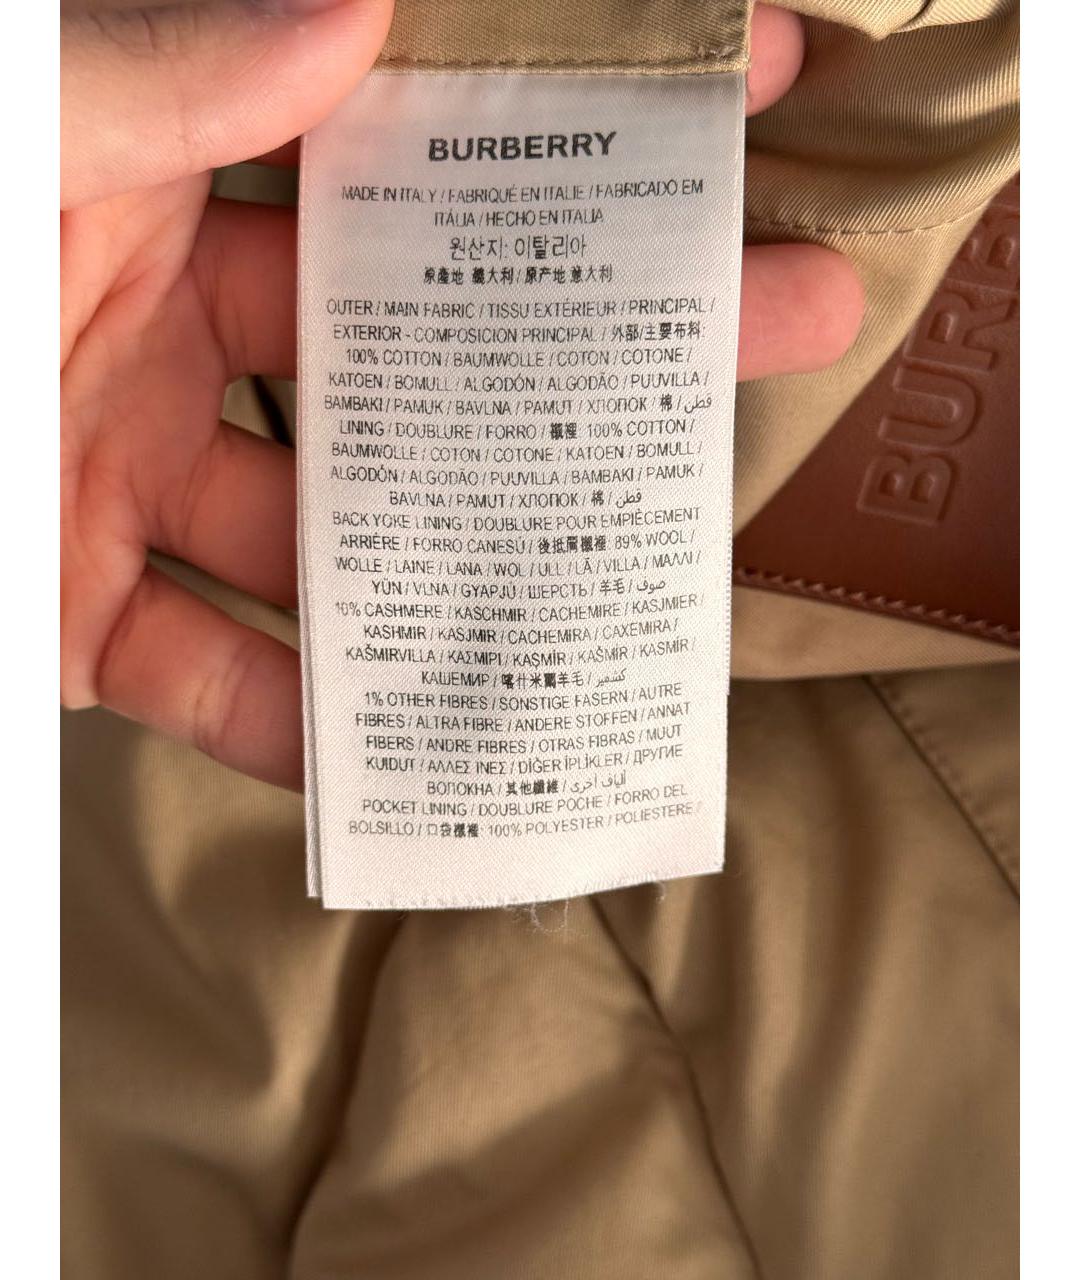 BURBERRY
MADE IN ITALY / FABRIQUÉ EN ITALIE / FABRICADO EM
ITÁLIA / HECHO EN ITALIA
원산지: 이탈리아
原產地 義大利 / 原产地 意大利
OUTER / MAIN FABRIC / TISSU EXTÉRIEUR / PRINCIPAL /
EXTERIOR - COMPOSICION PRINCIPAL / 外部/主要布料:
100% COTTON / BAUMWOLLE / COTON / COTONE /
KATOEN / BOMULL / ALGODÓN / ALGODÃO / PUUVILLA /
BAMBAKI / PAMUK / BAVLNA / PAMUT / ХЛОПОК / 棉 / قطن
LINING / DOUBLURE / FORRO / 襯裡: 100% COTTON /
BAUMWOLLE / COTON / COTONE / KATOEN / BOMULL /
ALGODÓN / ALGODÃO / PUUVILLA / BAMBAKI / PAMUK /
BAVLNA / PAMUT / ХЛОПОК / 棉 / قطن
BACK YOKE LINING / DOUBLURE POUR EMPIÈCEMENT
ARRIÈRE / FORRO CANESÚ / 後抵肩襯裡: 89% WOOL /
WOLLE / LAINE / LANA / WOL / ULL / LÃ / VILLA / ΜΑΛΛΙ /
YÜN / VLNA / GYAPJÚ / ШЕРСТЬ / 羊毛 / صوف
10% CASHMERE / KASCHMIR / CACHEMIRE / KASJMIER /
KASHMIR / KASJMIR / CACHEMIRA / CAXEMIRA /
KAŠMIRVILLA / ΚΑΣΜΙΡΙ / KAŞMİR / KAŠMÍR / KASMÍR /
КАШЕМИР / 喀什米爾羊毛 / كشمير
1% OTHER FIBRES / SONSTIGE FASERN / AUTRE
FIBRES / ALTRA FIBRE / ANDERE STOFFEN / ANNAT
FIBERS / ANDRE FIBRES / OTRAS FIBRAS / MUUT
KUIDUT / ΑΛΛΕΣ ΙΝΕΣ / DİĞER İPLİKLER / ДРУГИЕ
ВОЛОКНА / 其他纖維 / ألياف أخرى
POCKET LINING / DOUBLURE POCHE / FORRO DEL
BOLSILLO / 口袋襯裡: 100% POLYESTER / POLIESTERE /